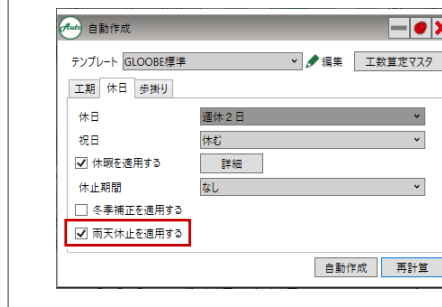 Auto 自動作成
テンプレート GLOOBE標準 編集 工数算定マスタ
工期 休日 歩掛り
休日 週休２日
祝日 休む
休暇を適用する 詳細
休止期間 なし
冬季補正を適用する
雨天休止を適用する
自動作成 再計算